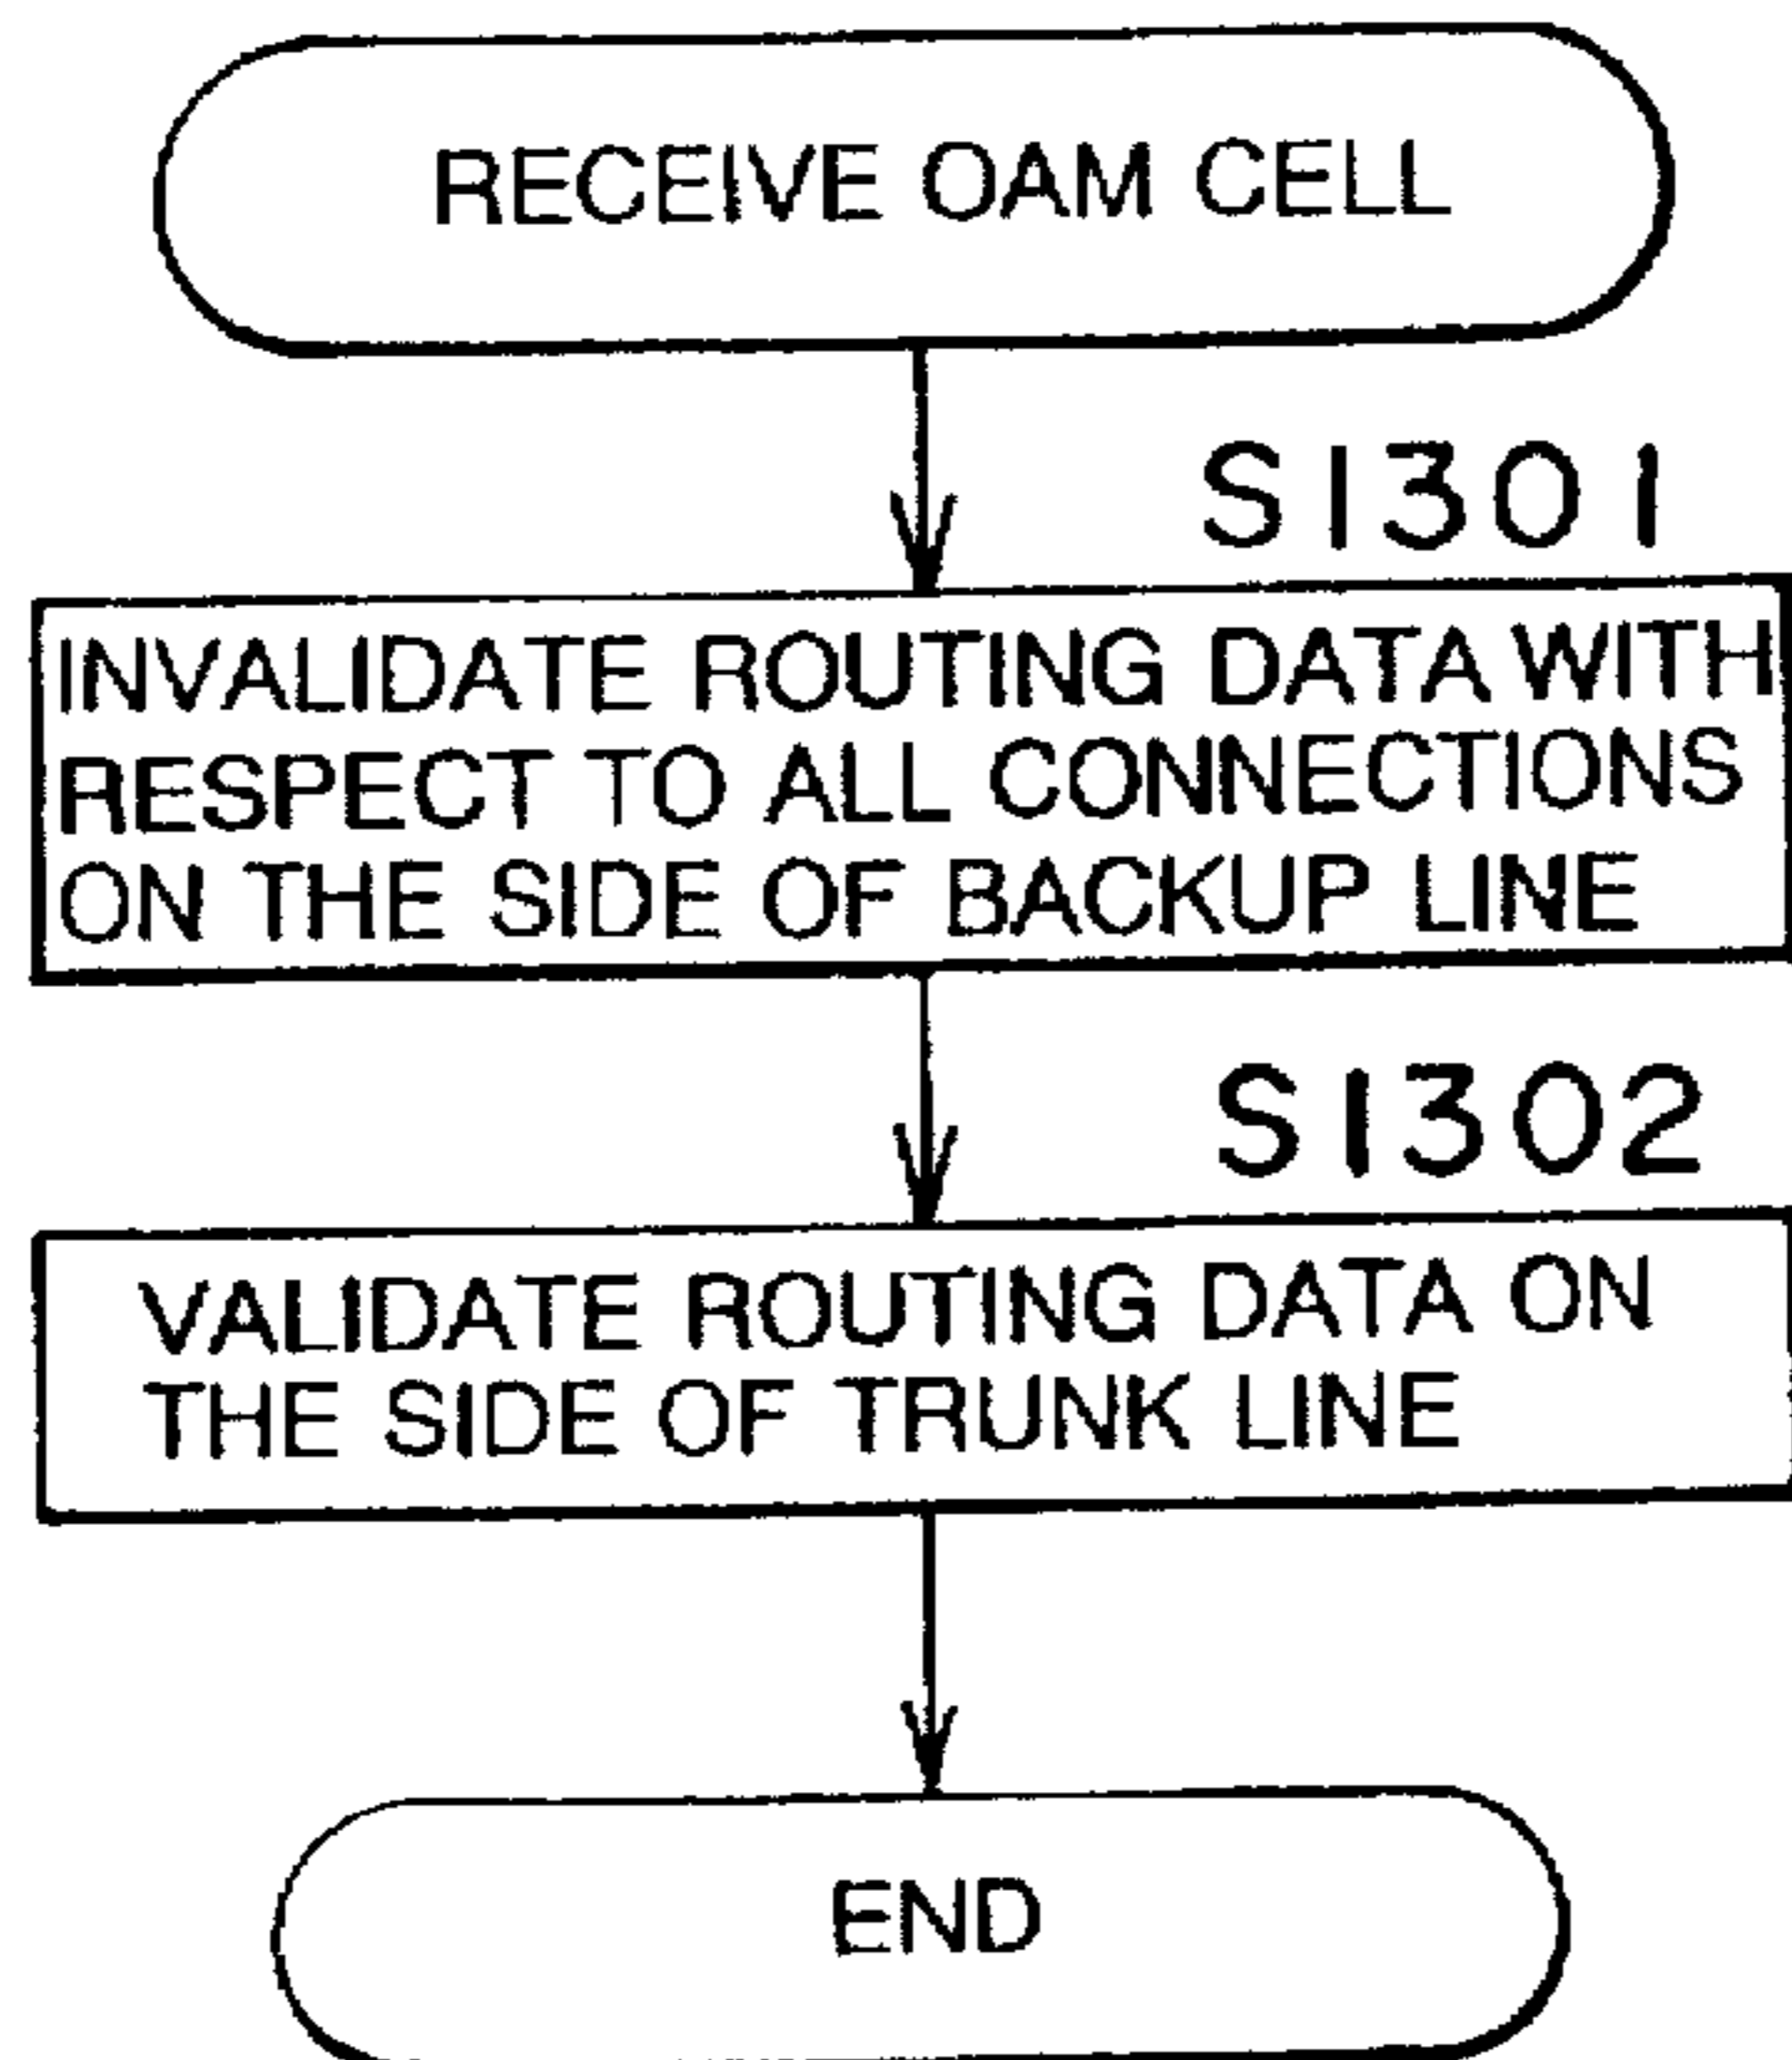 RECEIVE OAM CELL
S1301
INVALIDATE ROUTING DATA WITH
RESPECT TO ALL CONNECTIONS
ON THE SIDE OF BACKUP LINE
S1302
VALIDATE ROUTING DATA ON
THE SIDE OF TRUNK LINE
END